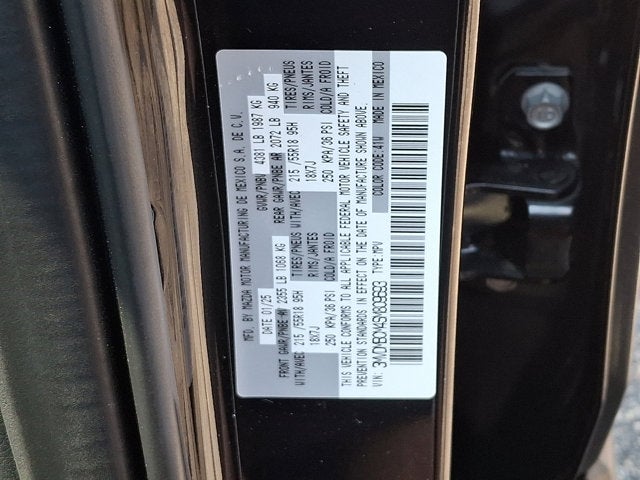 MFD. BY MAZDA MOTOR MANUFACTURING DE MEXICO S.A. DE C.V.
DATE 01/25 GVWR/PNBV 4381 LB 1987 KG
FRONT GAWR/PNBE AV 2355 LB 1068 KG REAR GAWR/PNBE AR 2072 LB 940 KG
WITH/AVEC TIRES/PNEUS WITH/AVEC TIRES/PNEUS
215 /55R18 95H RIMS/JANTES 215 /55R18 95H RIMS/JANTES
18X7J 18X7J
250 KPA/36 PSI COLD/A FROID 250 KPA/36 PSI COLD/A FROID
THIS VEHICLE CONFORMS TO ALL APPLICABLE FEDERAL MOTOR VEHICLE SAFETY AND THEFT
PREVENTION STANDARDS IN EFFECT ON THE DATE OF MANUFACTURE SHOWN ABOVE.
VIN: TYPE MPV COLOR CODE:41W MADE IN MEXICO